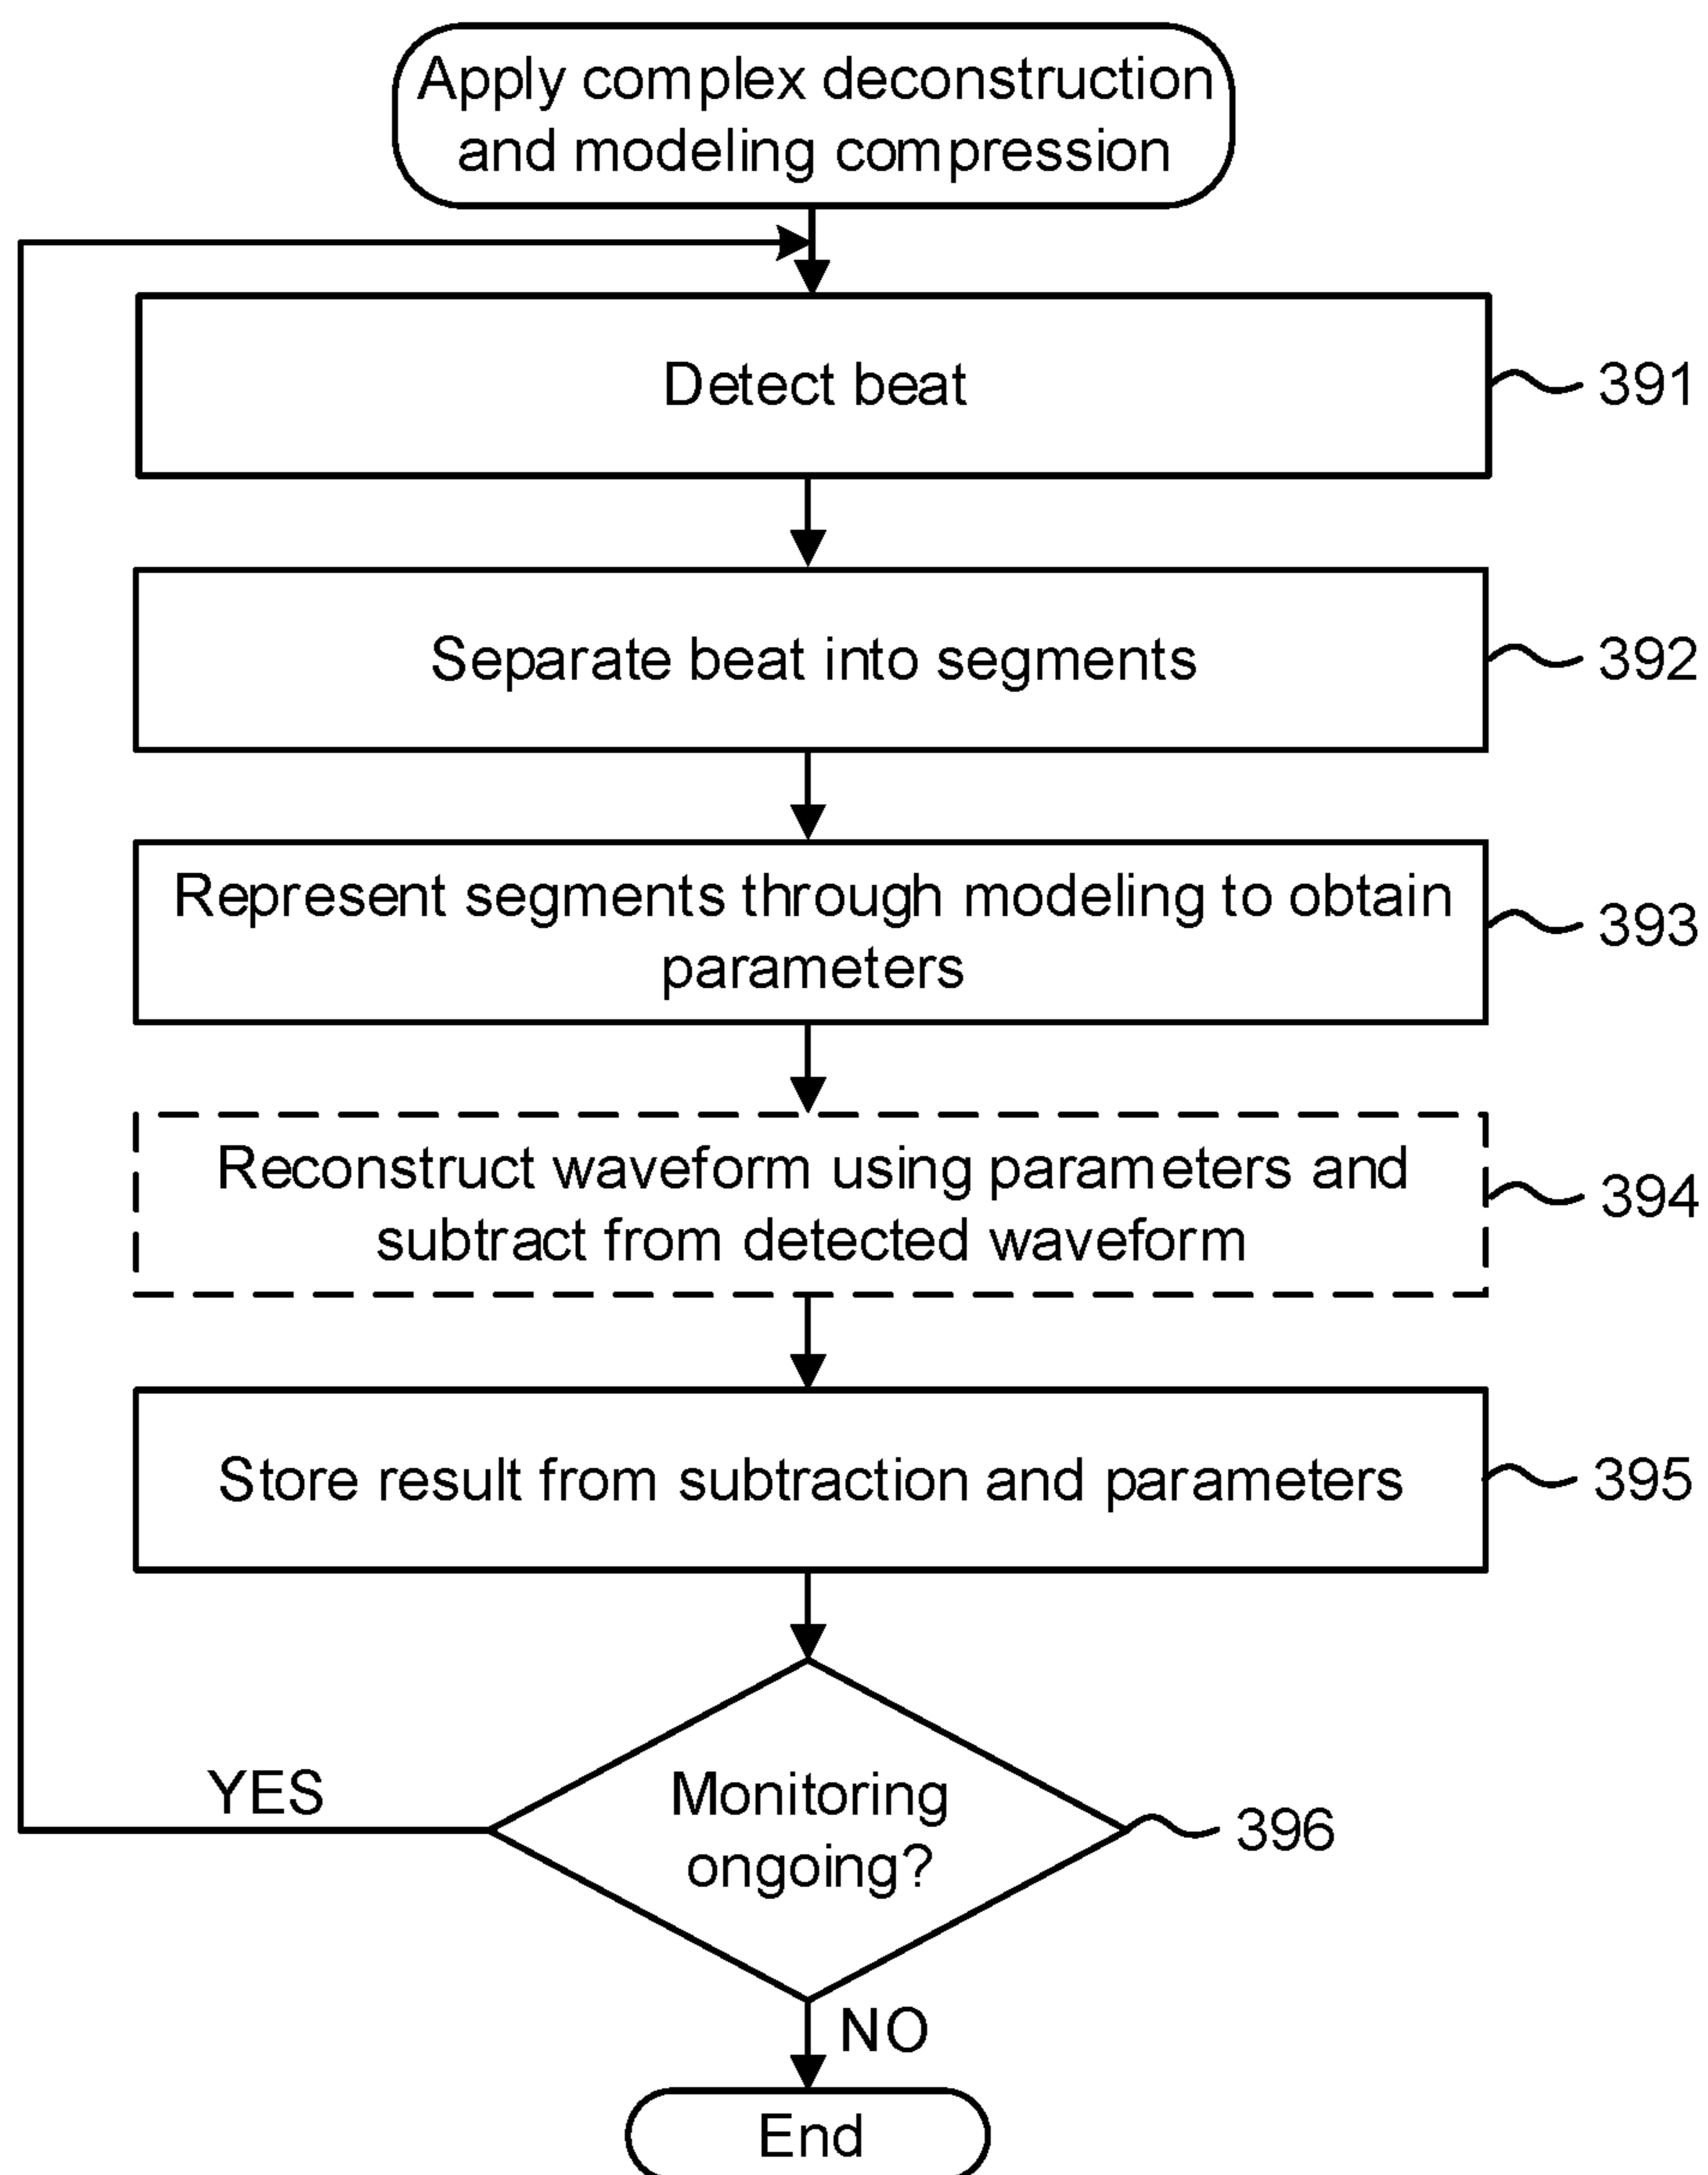 Apply complex deconstruction
and modeling compression
Detect beat
391
Separate beat into segments
392
Represent segments through modeling to obtain
parameters
393
Reconstruct waveform using parameters and
subtract from detected waveform
394
Store result from subtraction and parameters
395
Monitoring
ongoing?
396
YES
NO
End